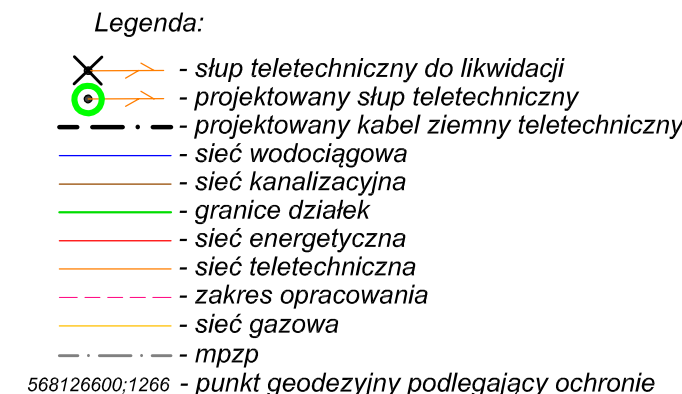 Legenda:
- słup teletechniczny do likwidacji
- projektowany słup teletechniczny
- projektowany kabel ziemny teletechniczny
- sieć wodociągowa
- sieć kanalizacyjna
- granice działek
- sieć energetyczna
- sieć teletechniczna
- zakres opracowania
- sieć gazowa
- mpzp
568126600;1266 - punkt geodezyjny podlegający ochronie